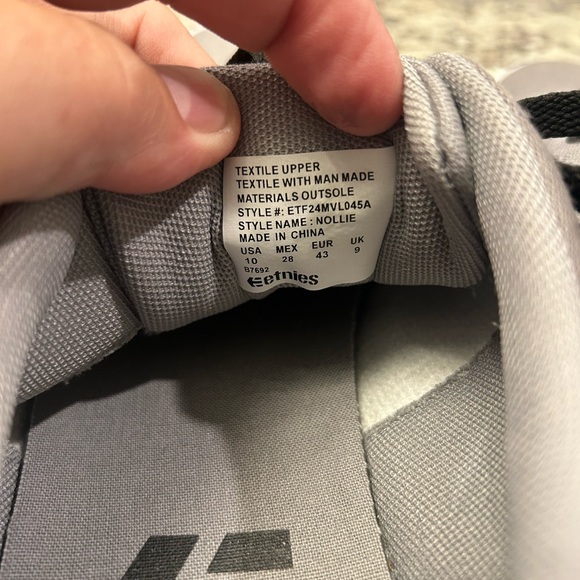 TEXTILE UPPER
TEXTILE WITH MAN MADE
MATERIALS OUTSOLE
STYLE #: ETF24MVL045A
STYLE NAME : NOLLIE
MADE IN CHINA
USA MEX EUR UK
10 28 43 9
B7692
etnies